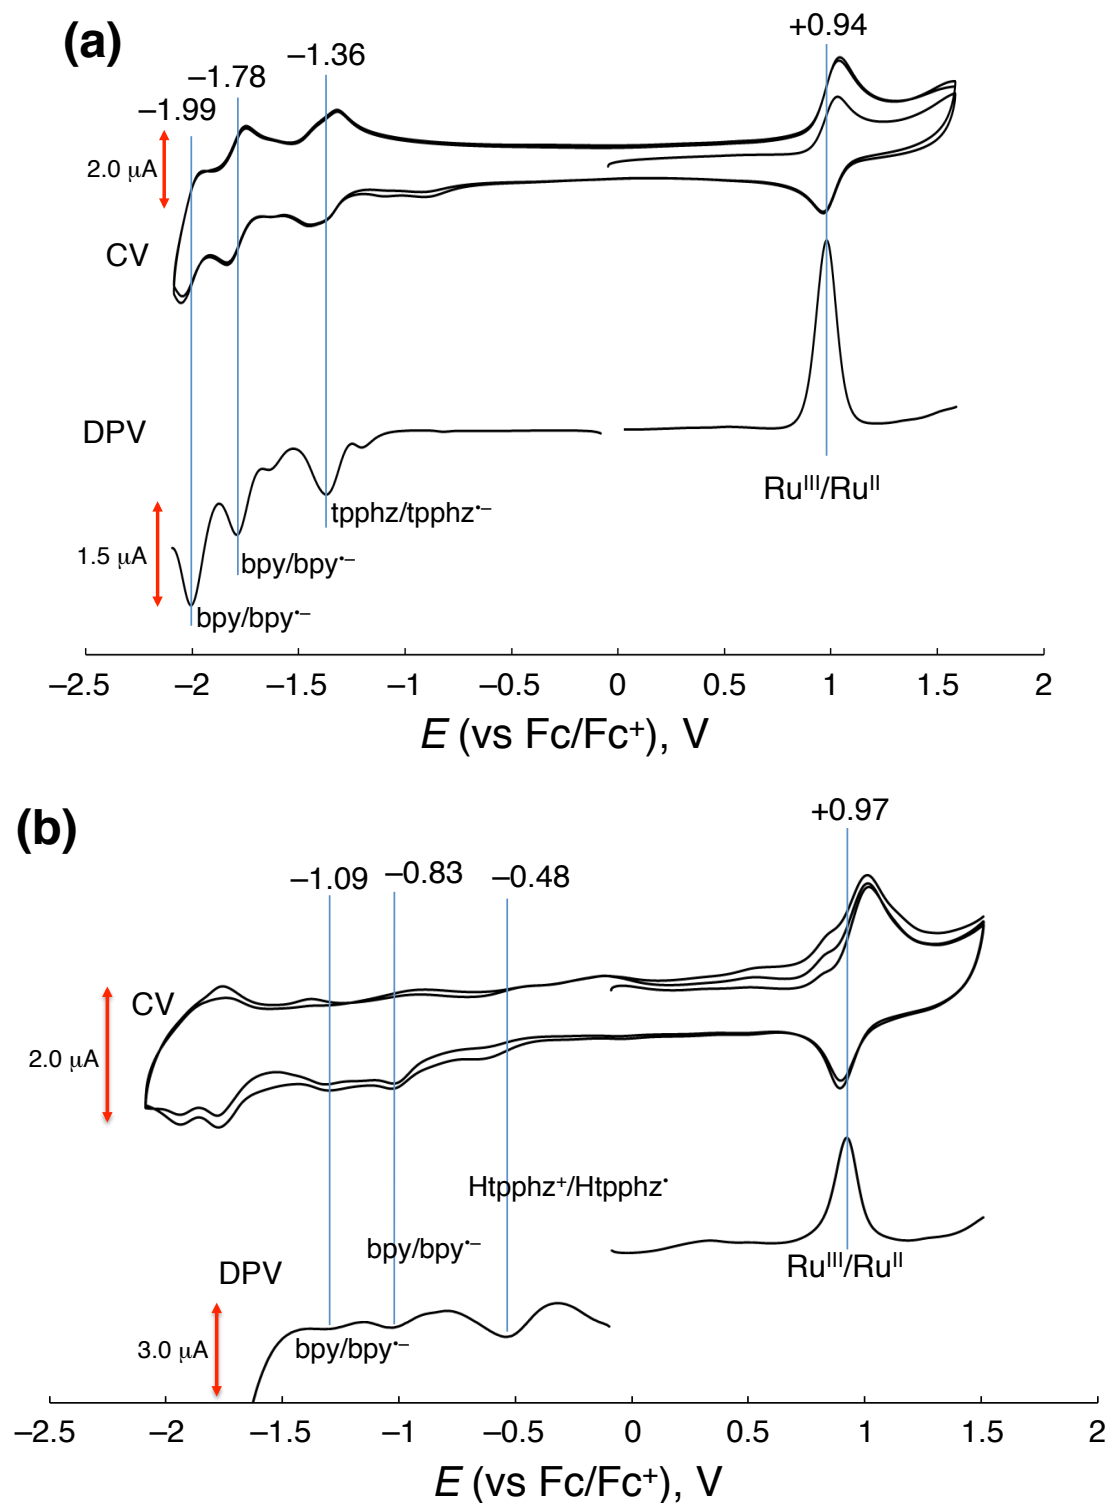 (a)
+0.94
–1.36
–1.78
–1.99
2.0 μA
CV
DPV
Ru^III/Ru^II
tpphz/tpphz^•–
1.5 μA
bpy/bpy^•–
bpy/bpy^•–
–2.5 –2 –1.5 –1 –0.5 0 0.5 1 1.5 2
E (vs Fc/Fc⁺), V
(b)
+0.97
–1.09 –0.83 –0.48
CV
2.0 μA
Htpphz⁺/Htpphz^•
bpy/bpy^•–
DPV
Ru^III/Ru^II
3.0 μA
bpy/bpy^•–
–2.5 –2 –1.5 –1 –0.5 0 0.5 1 1.5 2
E (vs Fc/Fc⁺), V